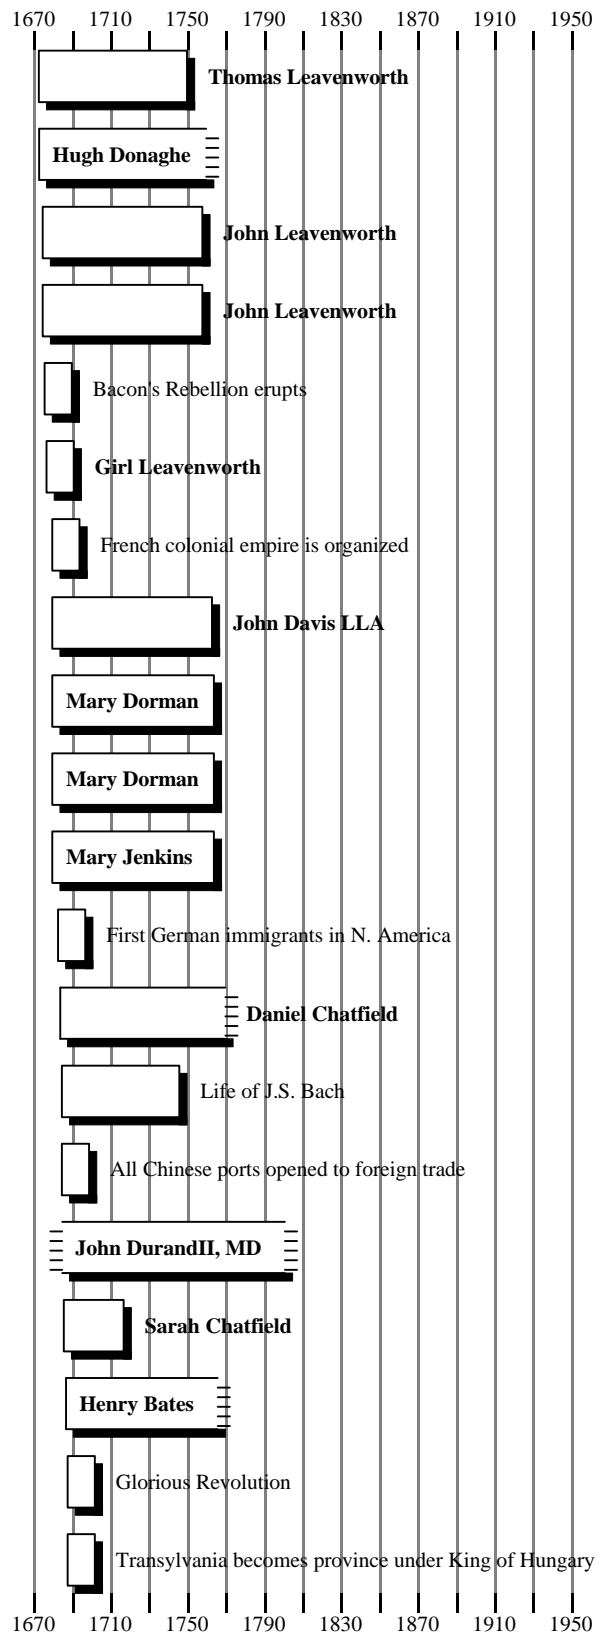 1670 1710 1750 1790 1830 1870 1910 1950
Thomas Leavenworth
Hugh Donaghe
John Leavenworth
John Leavenworth
Bacon's Rebellion erupts
Girl Leavenworth
French colonial empire is organized
John Davis LLA
Mary Dorman
Mary Dorman
Mary Jenkins
First German immigrants in N. America
Daniel Chatfield
Life of J.S. Bach
All Chinese ports opened to foreign trade
John DurandII, MD
Sarah Chatfield
Henry Bates
Glorious Revolution
Transylvania becomes province under King of Hungary
1670 1710 1750 1790 1830 1870 1910 1950